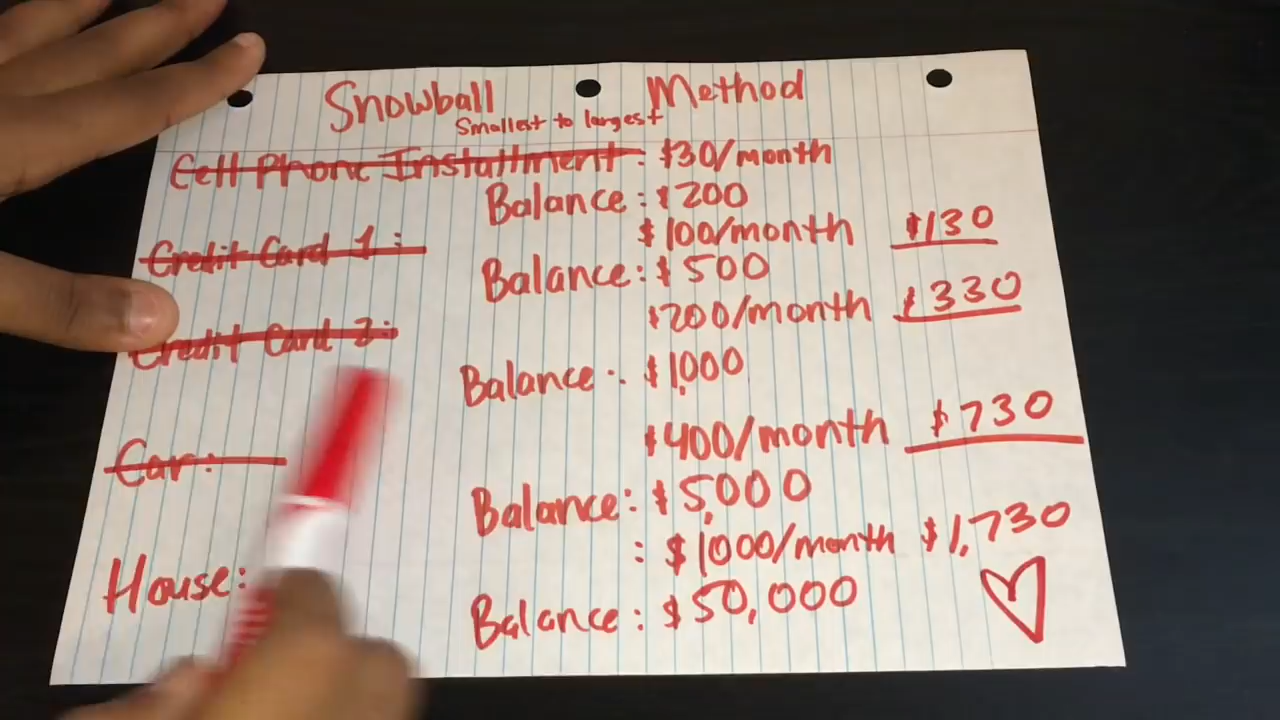 Snowball Method
Smallest to largest
Cell Phone Installment: $30/month
Balance: $200
Credit Card 1: $100/month $130
Balance: $500
Credit Card 2: $200/month $330
Balance: $1,000
Car: $400/month $730
Balance: $5,000
House: : $1000/month $1,730
Balance: $50,000